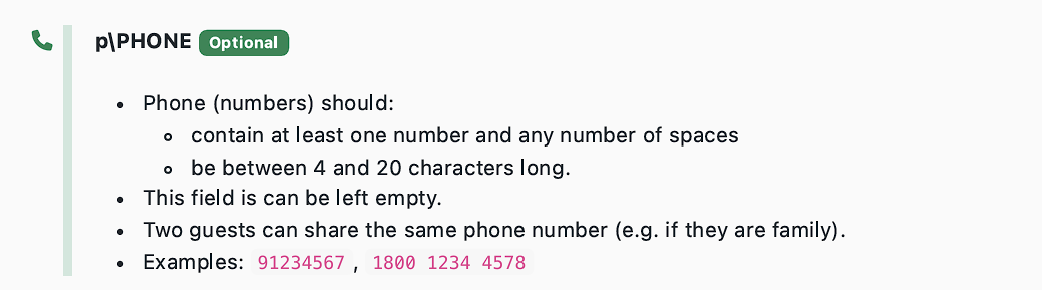 p\PHONE Optional
• Phone (numbers) should:
◦ contain at least one number and any number of spaces
◦ be between 4 and 20 characters long.
• This field is can be left empty.
• Two guests can share the same phone number (e.g. if they are family).
• Examples: 91234567, 1800 1234 4578